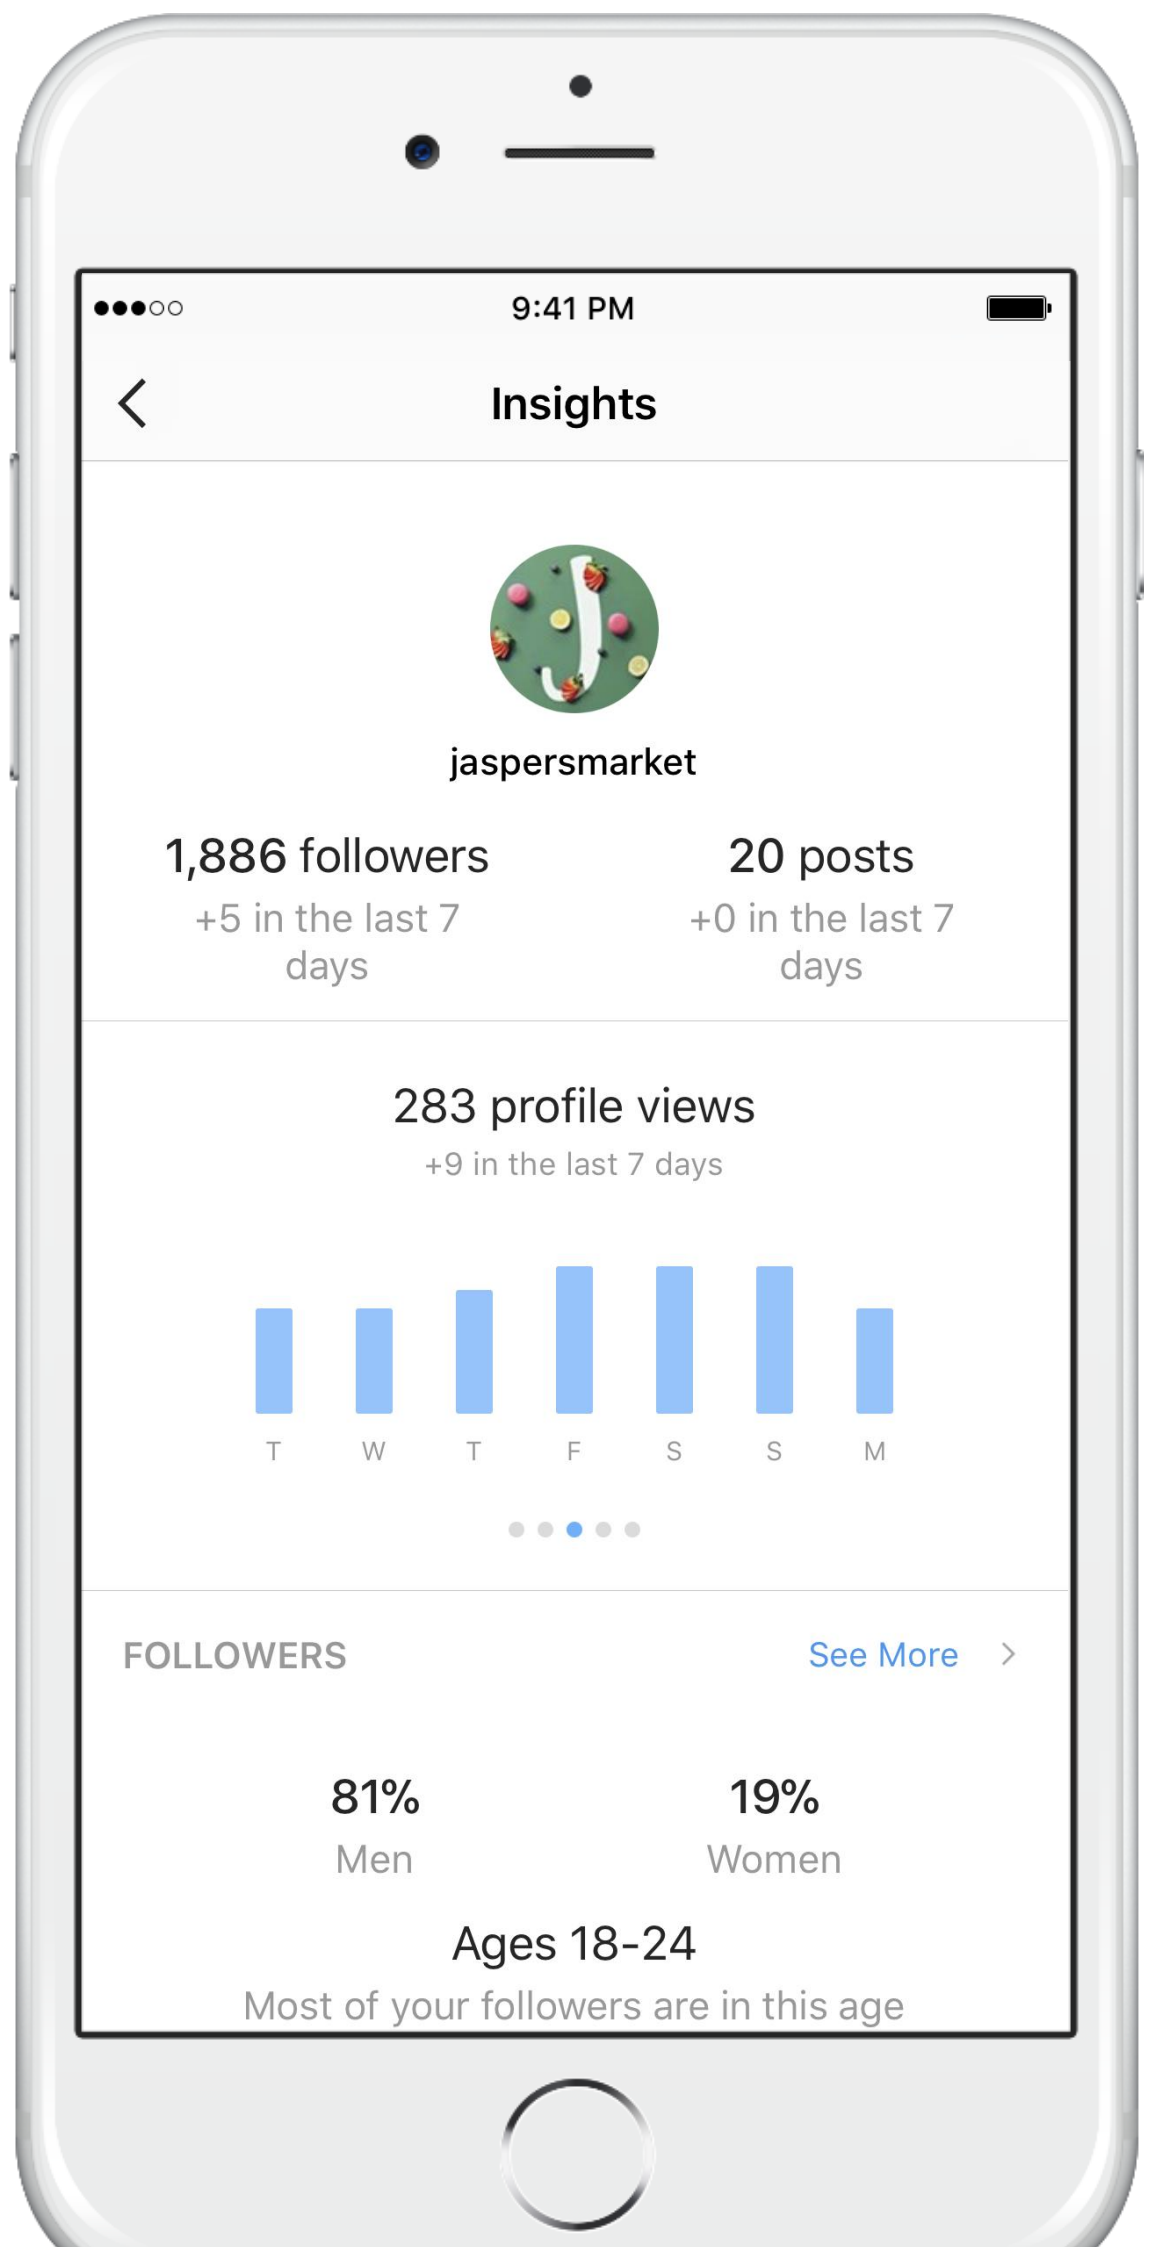 9:41 PM
Insights
J
jaspersmarket
1,886 followers
+5 in the last 7
days
20 posts
+0 in the last 7
days
283 profile views
+9 in the last 7 days
T W T F S S M
FOLLOWERS
See More
81%
Men
19%
Women
Ages 18-24
Most of your followers are in this age